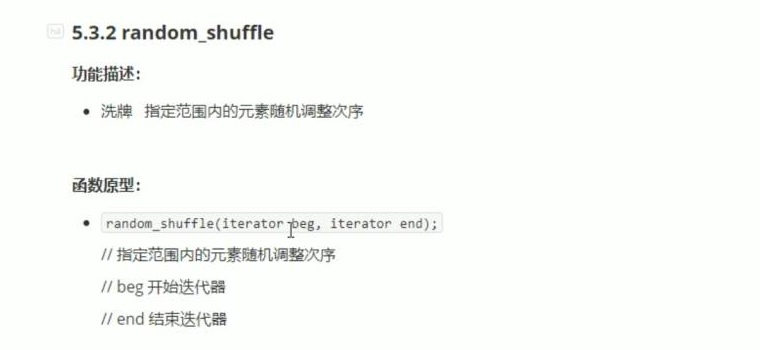 h4 5.3.2 random_shuffle
功能描述：
洗牌 指定范围内的元素随机调整次序
函数原型：
random_shuffle(iterator beg, iterator end);
// 指定范围内的元素随机调整次序
// beg 开始迭代器
// end 结束迭代器